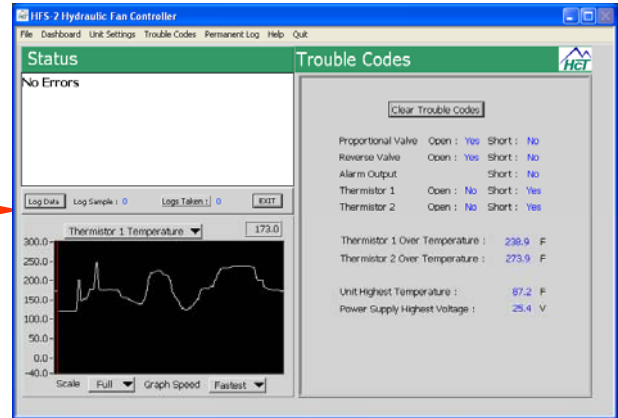 HFS-2 Hydraulic Fan Controller
File Dashboard Unit Settings Trouble Codes Permanent Log Help Quit
Status
No Errors
Log Data Log Sample : 0 Logs Taken : 0 EXIT
Thermistor 1 Temperature 173.0
300.0
250.0
200.0
150.0
100.0
50.0
0.0
-40.0
Scale Full Graph Speed Fastest
Trouble Codes
HCT
Clear Trouble Codes
Proportional Valve Open : Yes Short : No
Reverse Valve Open : Yes Short : No
Alarm Output Short : No
Thermistor 1 Open : No Short : Yes
Thermistor 2 Open : No Short : Yes
Thermistor 1 Over Temperature : 238.9 F
Thermistor 2 Over Temperature : 273.9 F
Unit Highest Temperature : 87.2 F
Power Supply Highest Voltage : 25.4 V